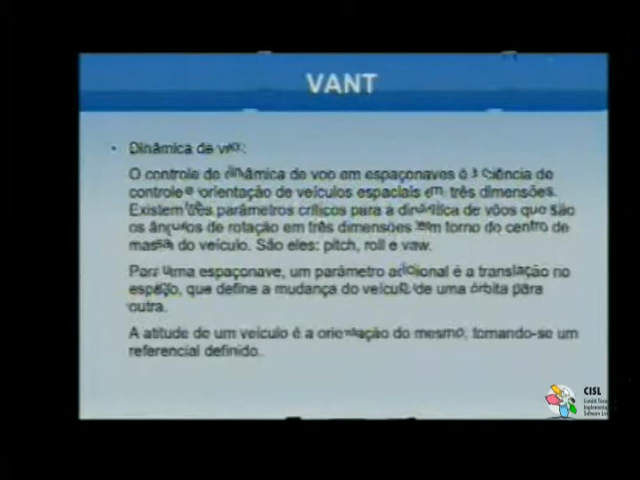 VANT
• Dinâmica de voo:
O controle de dinâmica de voo em espaçonaves é a ciência de
controle e orientação de veículos espaciais em três dimensões.
Existem três parâmetros críticos para a dinâmica de vôos que são
os ângulos de rotação em três dimensões em torno do centro de
massa do veículo. São eles: pitch, roll e yaw.
Para uma espaçonave, um parâmetro adicional é a translação no
espaço, que define a mudança do veículo de uma órbita para
outra.
A atitude de um veículo é a orientação do mesmo, tomando-se um
referencial definido.
CISL